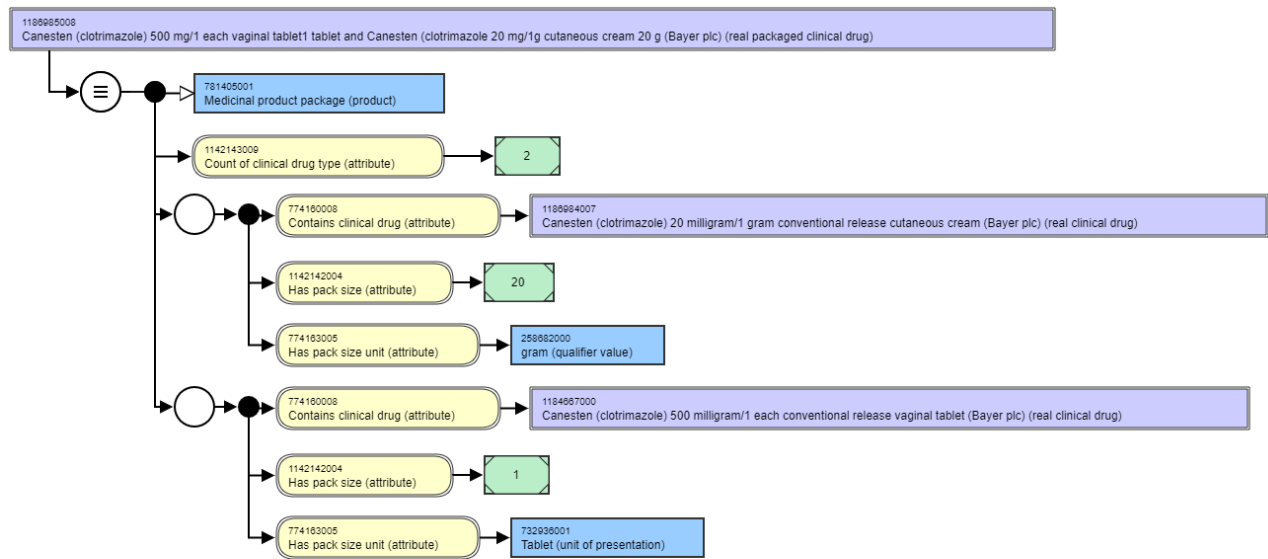 1186985008
Canesten (clotrimazole) 500 mg/1 each vaginal tablet1 tablet and Canesten (clotrimazole 20 mg/1g cutaneous cream 20 g (Bayer plc) (real packaged clinical drug)
781405001
Medicinal product package (product)
1142143009
Count of clinical drug type (attribute)
2
774160008
Contains clinical drug (attribute)
1186984007
Canesten (clotrimazole) 20 milligram/1 gram conventional release cutaneous cream (Bayer plc) (real clinical drug)
1142142004
Has pack size (attribute)
20
774163005
Has pack size unit (attribute)
258682000
gram (qualifier value)
774160008
Contains clinical drug (attribute)
1184667000
Canesten (clotrimazole) 500 milligram/1 each conventional release vaginal tablet (Bayer plc) (real clinical drug)
1142142004
Has pack size (attribute)
1
774163005
Has pack size unit (attribute)
732936001
Tablet (unit of presentation)